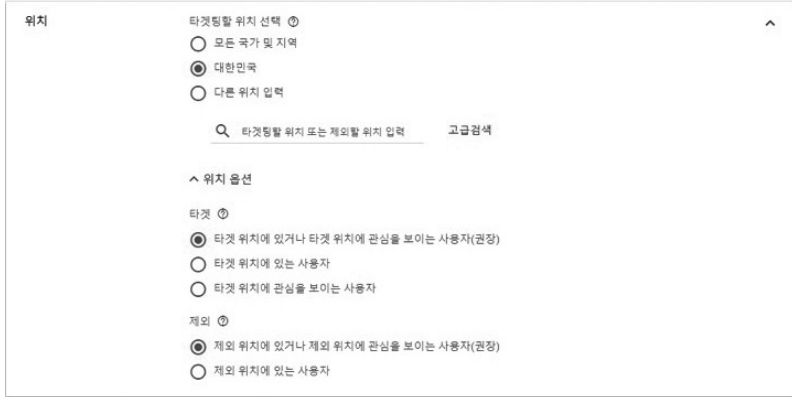 위치
타겟팅할 위치 선택
모든 국가 및 지역
대한민국
다른 위치 입력
타겟팅할 위치 또는 제외할 위치 입력 고급검색
위치 옵션
타겟
타겟 위치에 있거나 타겟 위치에 관심을 보이는 사용자(권장)
타겟 위치에 있는 사용자
타겟 위치에 관심을 보이는 사용자
제외
제외 위치에 있거나 제외 위치에 관심을 보이는 사용자(권장)
제외 위치에 있는 사용자